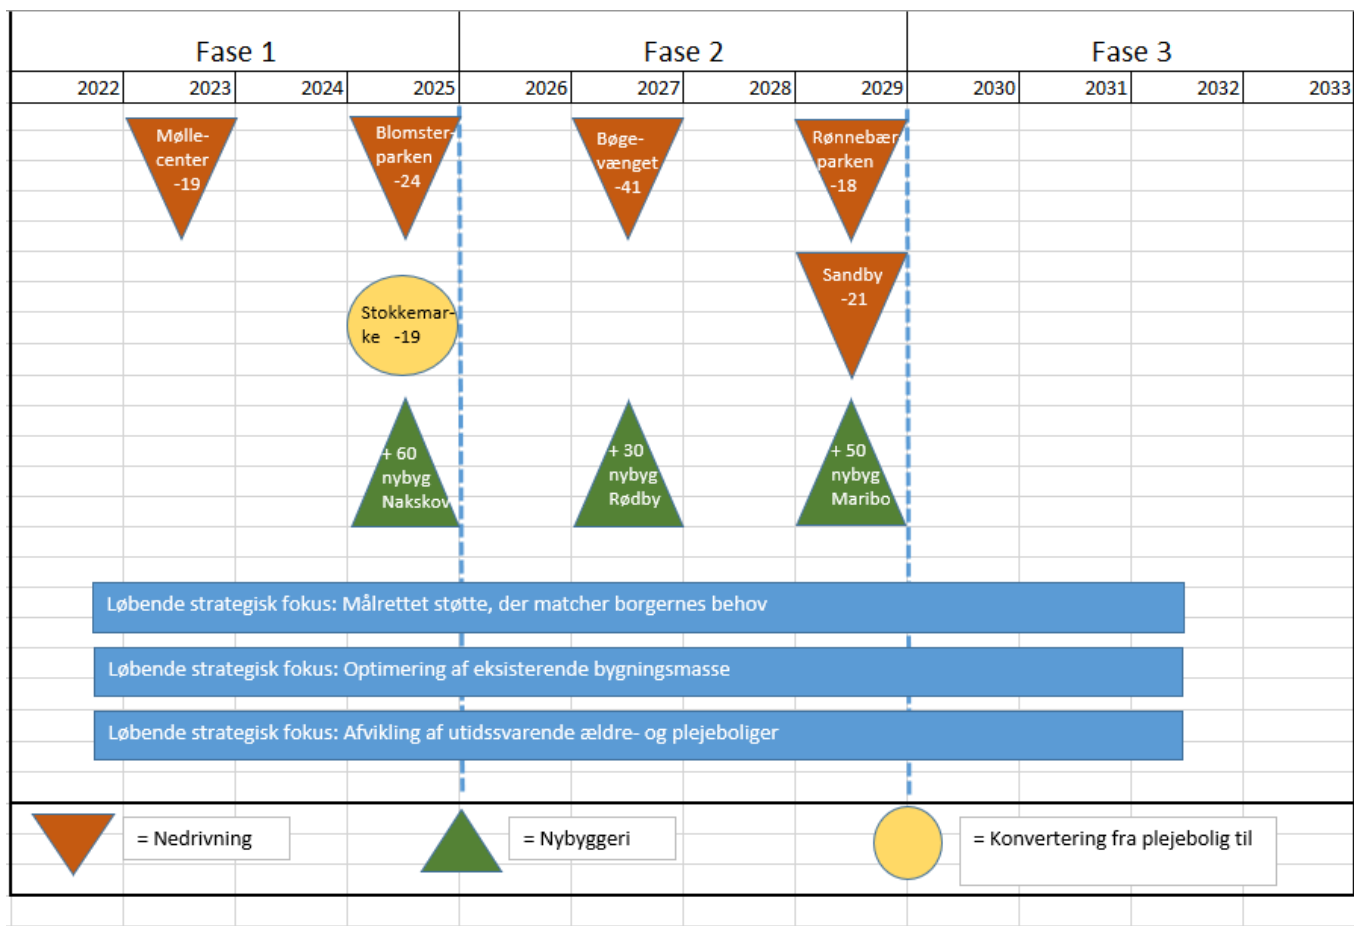 Fase 1
Fase 2
Fase 3
2022 2023 2024 2025 2026 2027 2028 2029 2030 2031 2032 2033
Mølle-
center
-19
Blomster-
parken
-24
Bøge-
vænget
-41
Rønnebær
parken
-18
Stokkemar-
ke -19
Sandby
-21
+ 60
nybyg
Nakskov
+ 30
nybyg
Rødby
+ 50
nybyg
Maribo
Løbende strategisk fokus: Målrettet støtte, der matcher borgernes behov
Løbende strategisk fokus: Optimering af eksisterende bygningsmasse
Løbende strategisk fokus: Afvikling af utidssvarende ældre- og plejeboliger
= Nedrivning
= Nybyggeri
= Konvertering fra plejebolig til